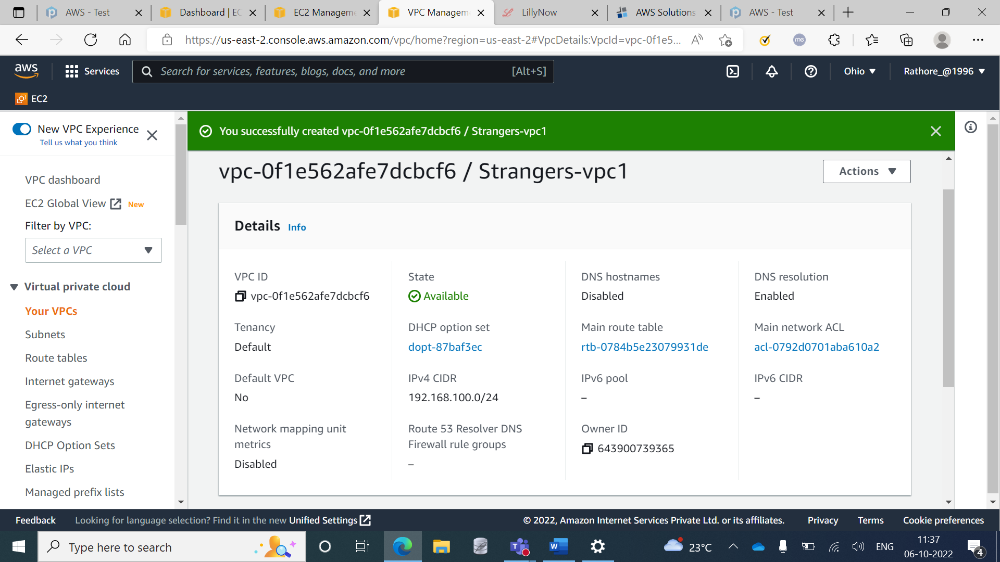 AWS - Test
Dashboard | EC
EC2 Manageme
VPC Managem
LillyNow
AWS Solutions
AWS - Test
https://us-east-2.console.aws.amazon.com/vpc/home?region=us-east-2#VpcDetails:VpcId=vpc-0f1e5...
me
aws
Services
Search for services, features, blogs, docs, and more
[Alt+S]
Ohio
Rathore_@1996
EC2
New VPC Experience
Tell us what you think
You successfully created vpc-0f1e562afe7dcbcf6 / Strangers-vpc1
VPC dashboard
EC2 Global View New
Filter by VPC:
Select a VPC
Virtual private cloud
Your VPCs
Subnets
Route tables
Internet gateways
Egress-only internet
gateways
DHCP Option Sets
Elastic IPs
Managed prefix lists
vpc-0f1e562afe7dcbcf6 / Strangers-vpc1
Actions
Details Info
VPC ID
vpc-0f1e562afe7dcbcf6
State
Available
DNS hostnames
Disabled
DNS resolution
Enabled
Tenancy
Default
DHCP option set
dopt-87baf3ec
Main route table
rtb-0784b5e23079931de
Main network ACL
acl-0792d0701aba610a2
Default VPC
No
IPv4 CIDR
192.168.100.0/24
IPv6 pool
–
IPv6 CIDR
–
Network mapping unit
metrics
Disabled
Route 53 Resolver DNS
Firewall rule groups
–
Owner ID
643900739365
Feedback
Looking for language selection? Find it in the new Unified Settings
© 2022, Amazon Internet Services Private Ltd. or its affiliates.
Privacy
Terms
Cookie preferences
Type here to search
23°C
ENG
11:37
06-10-2022
4